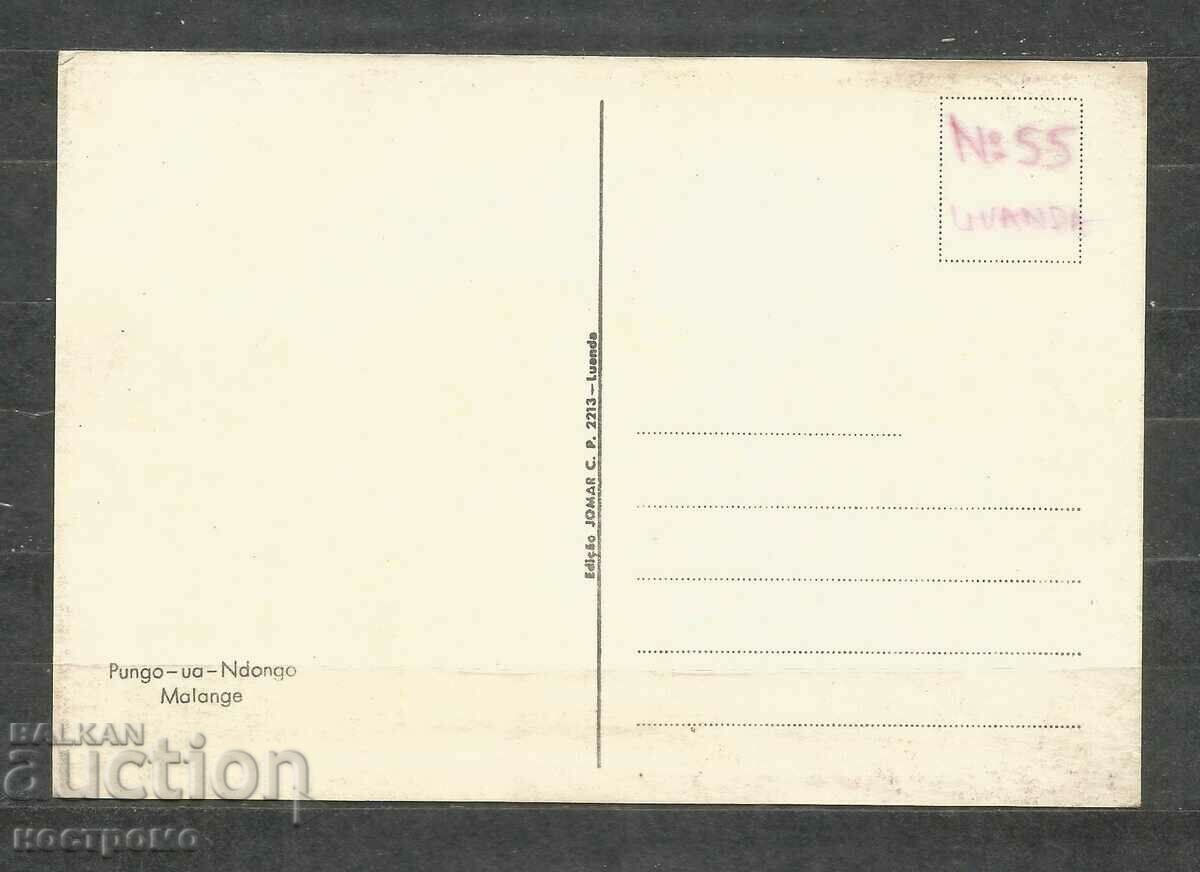 № 55
LUANDA
Edição JOMAR C. P. 2213 – Luanda
Pungo – ua – Ndongo
Malange
BALKAN
auction
костромо